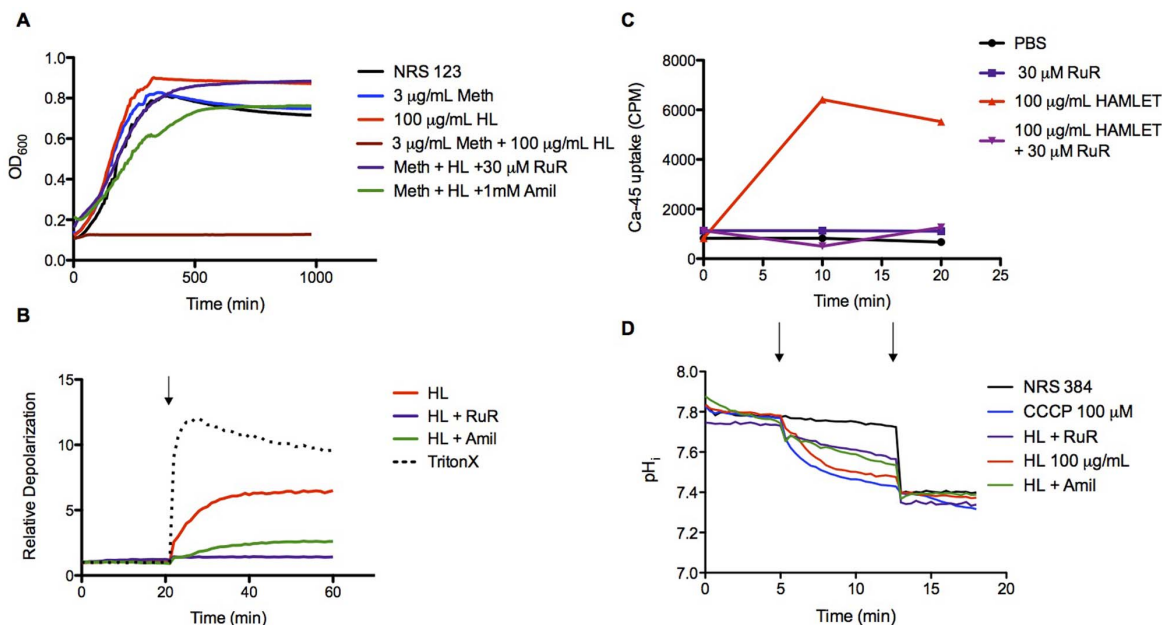 A
OD600
1.0
0.8
0.6
0.4
0.2
0.0
0
500
1000
Time (min)
NRS 123
3 µg/mL Meth
100 µg/mL HL
3 µg/mL Meth + 100 µg/mL HL
Meth + HL +30 µM RuR
Meth + HL +1mM Amil
B
Relative Depolarization
15
10
5
0
0
20
40
60
Time (min)
HL
HL + RuR
HL + Amil
TritonX
C
Ca-45 uptake (CPM)
8000
6000
4000
2000
0
0
5
10
15
20
25
Time (min)
PBS
30 µM RuR
100 µg/mL HAMLET
100 µg/mL HAMLET
+ 30 µM RuR
D
pHi
8.0
7.8
7.6
7.4
7.2
7.0
0
5
10
15
20
Time (min)
NRS 384
CCCP 100 µM
HL + RuR
HL 100 µg/mL
HL + Amil